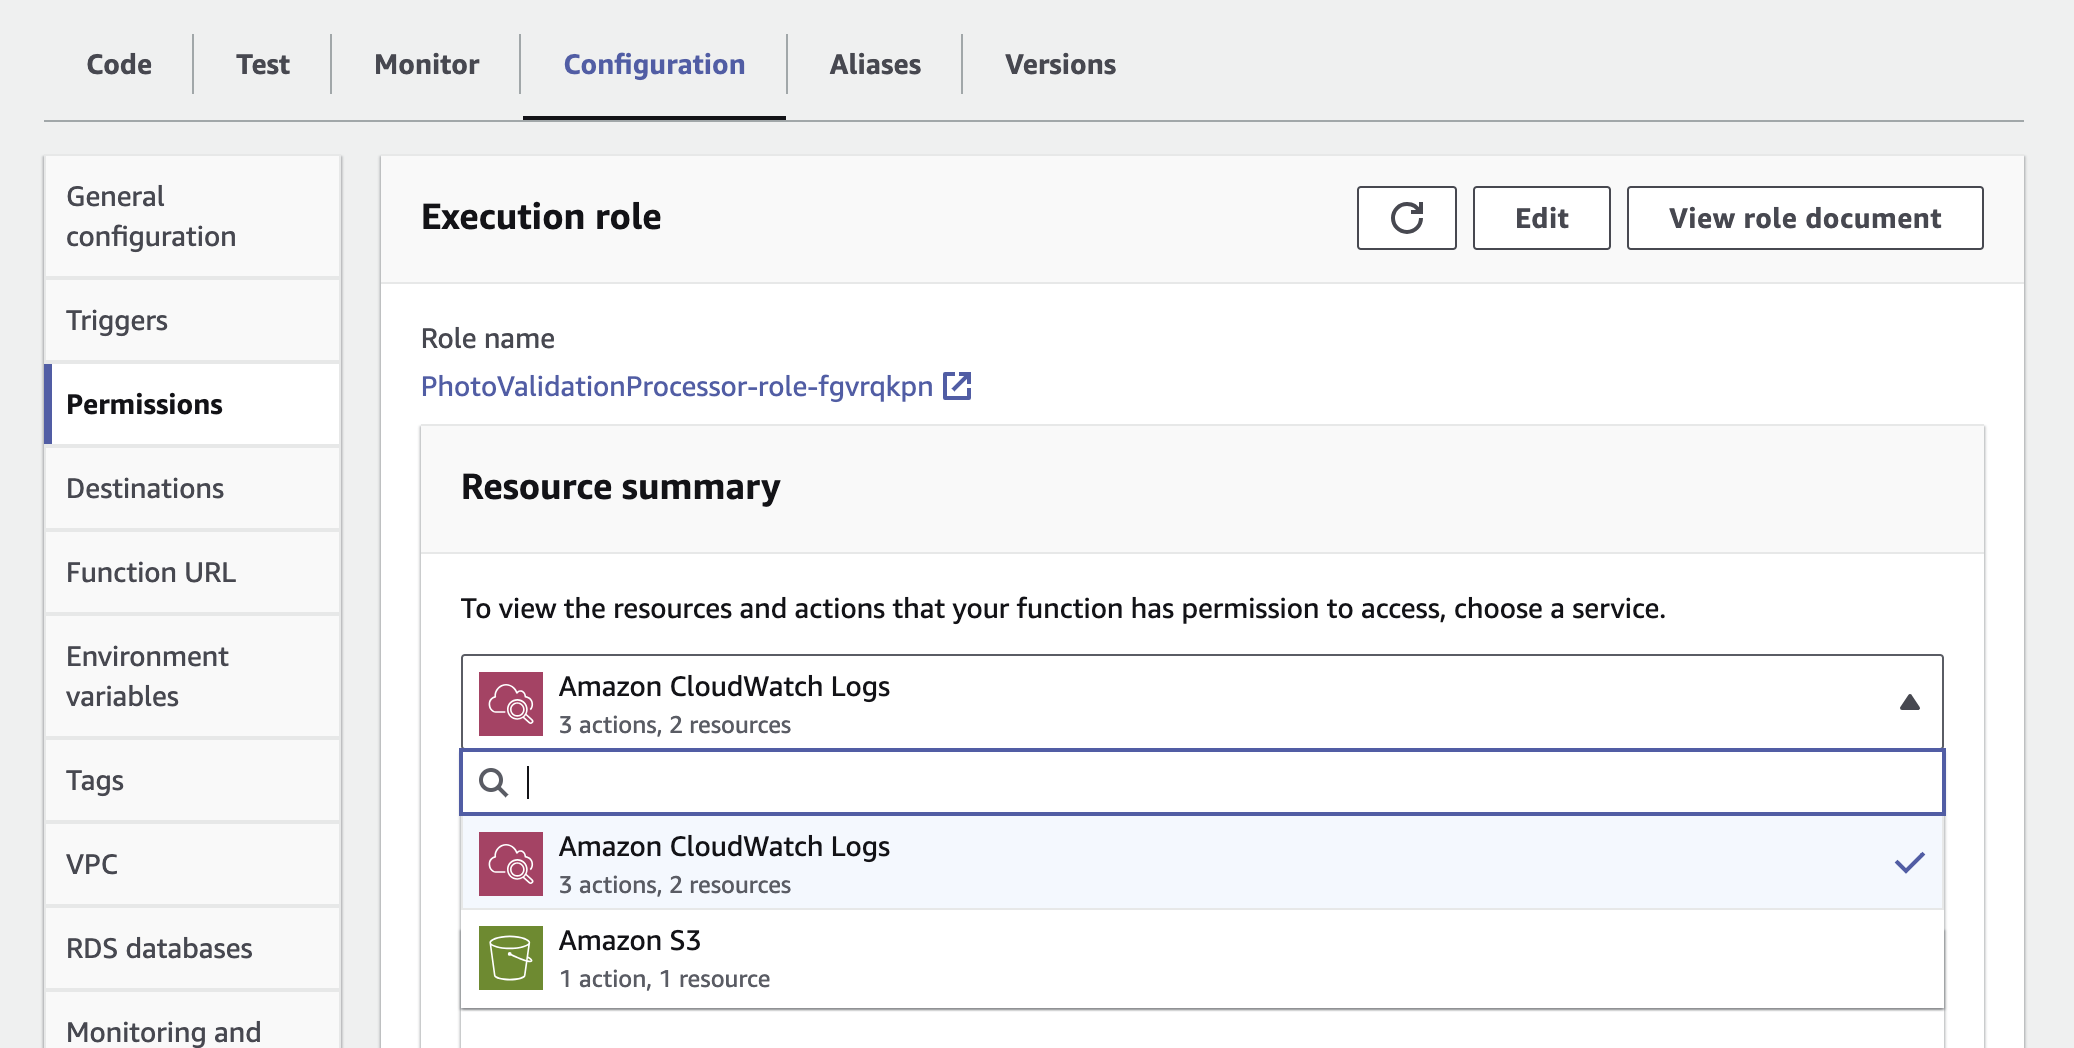 Code
Test
Monitor
Configuration
Aliases
Versions
General
configuration
Triggers
Permissions
Destinations
Function URL
Environment
variables
Tags
VPC
RDS databases
Monitoring and
Execution role
Edit
View role document
Role name
PhotoValidationProcessor-role-fgvrqkpn
Resource summary
To view the resources and actions that your function has permission to access, choose a service.
Amazon CloudWatch Logs
3 actions, 2 resources
Amazon CloudWatch Logs
3 actions, 2 resources
Amazon S3
1 action, 1 resource